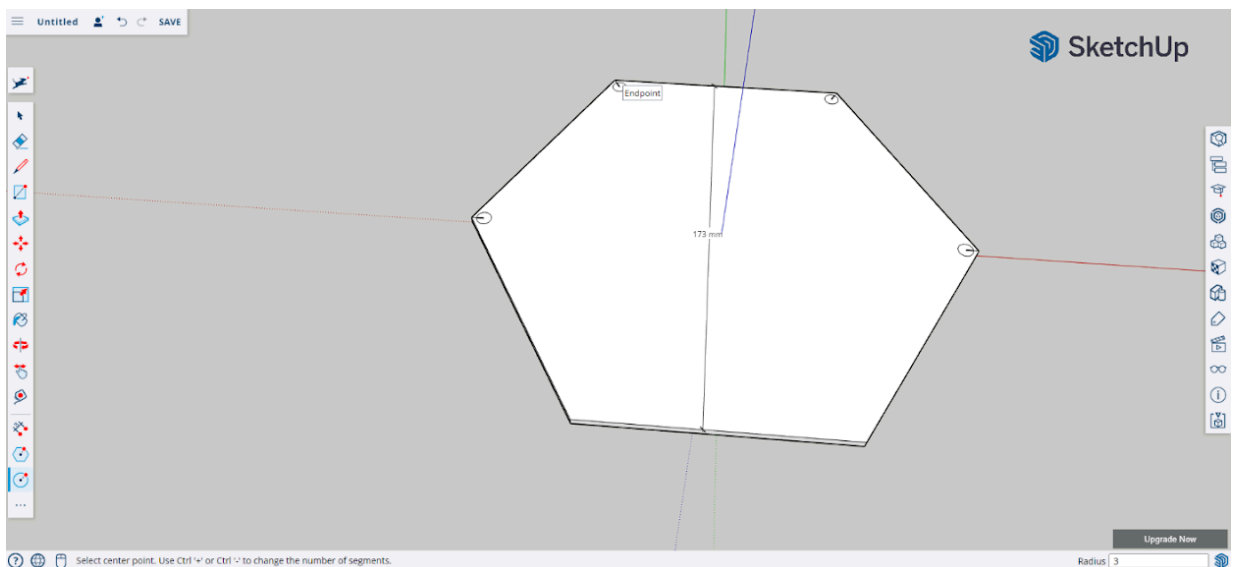 Untitled SAVE
SketchUp
Endpoint
173 mm
Upgrade Now
Select center point. Use Ctrl '+' or Ctrl '-' to change the number of segments.
Radius 3